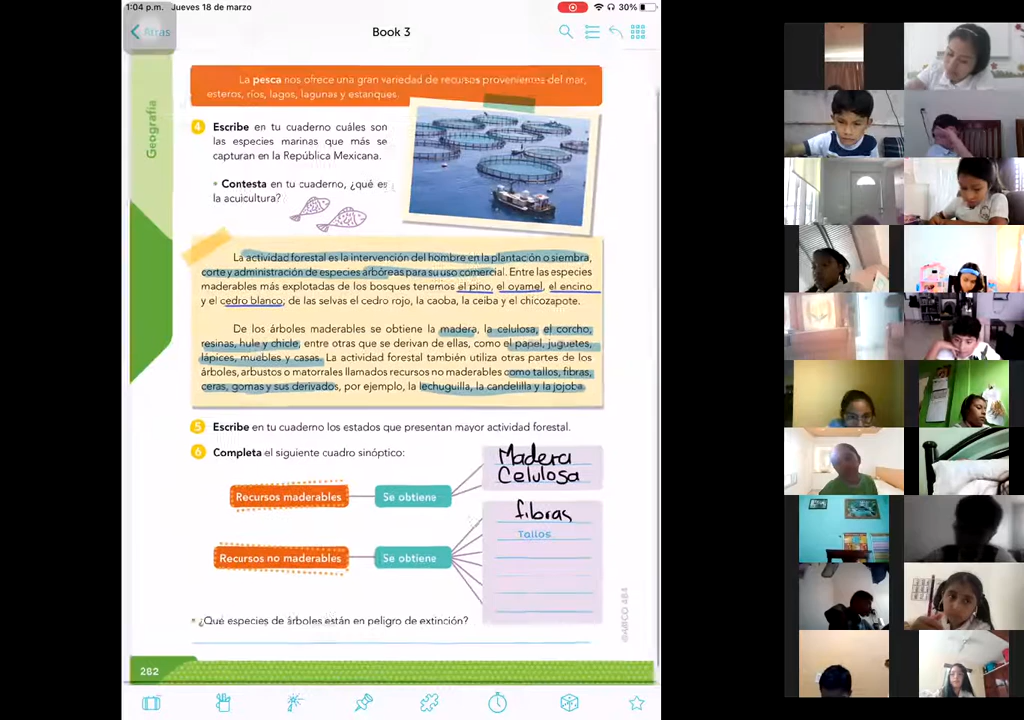 1:04 p.m. Jueves 18 de marzo
30%
Atrás
Book 3
Geografía
La pesca nos ofrece una gran variedad de recursos provenientes del mar,
esteros, ríos, lagos, lagunas y estanques.
4 Escribe en tu cuaderno cuáles son
las especies marinas que más se
capturan en la República Mexicana.
• Contesta en tu cuaderno, ¿qué es
la acuicultura?
La actividad forestal es la intervención del hombre en la plantación o siembra,
corte y administración de especies arbóreas para su uso comercial. Entre las especies
maderables más explotadas de los bosques tenemos el pino, el oyamel, el encino
y el cedro blanco; de las selvas el cedro rojo, la caoba, la ceiba y el chicozapote.
De los árboles maderables se obtiene la madera, la celulosa, el corcho,
resinas, hule y chicle, entre otras que se derivan de ellas, como el papel, juguetes,
lápices, muebles y casas. La actividad forestal también utiliza otras partes de los
árboles, arbustos o matorrales llamados recursos no maderables como tallos, fibras,
ceras, gomas y sus derivados, por ejemplo, la lechuguilla, la candelilla y la jojoba.
5 Escribe en tu cuaderno los estados que presentan mayor actividad forestal.
6 Completa el siguiente cuadro sinóptico:
Madera
Celulosa
Recursos maderables
Se obtiene
fibras
Tallos
Recursos no maderables
Se obtiene
• ¿Qué especies de árboles están en peligro de extinción?
282